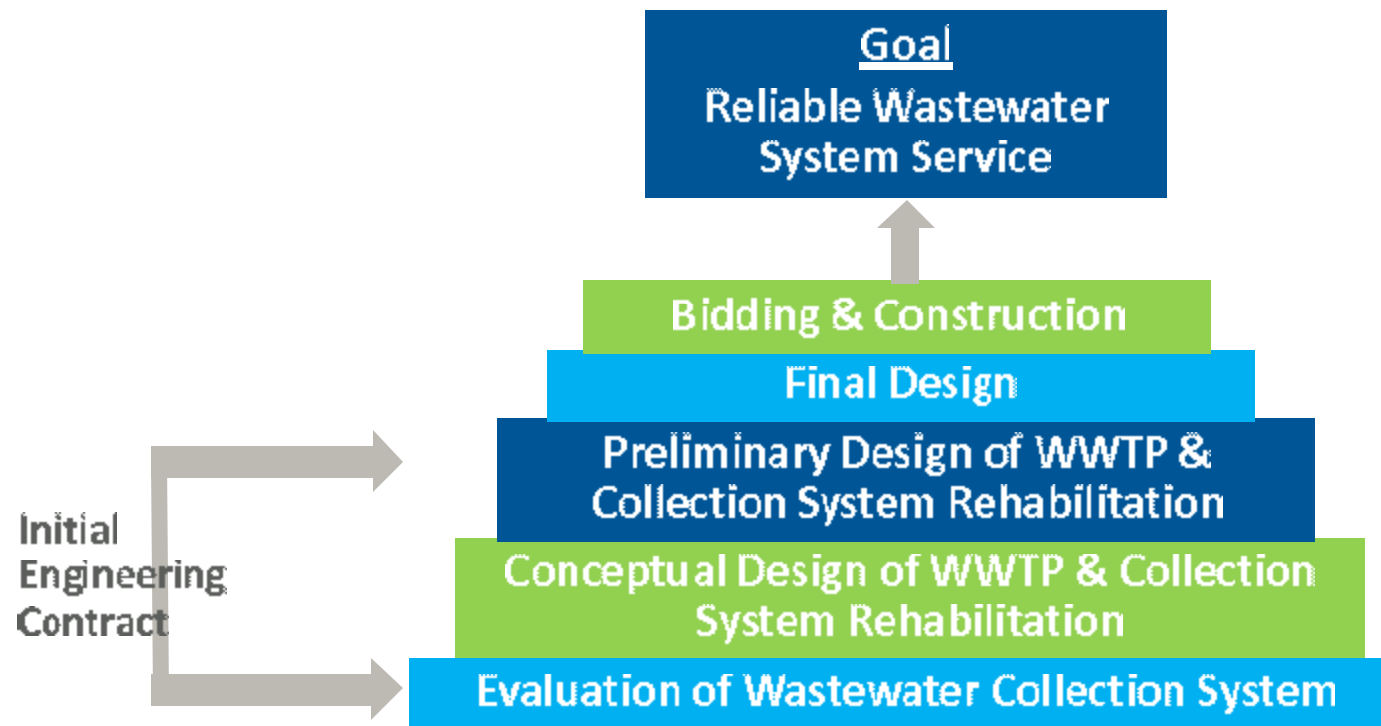 Goal
Reliable Wastewater
System Service
Bidding & Construction
Final Design
Preliminary Design of WWTP &
Collection System Rehabilitation
Initial
Engineering
Contract
Conceptual Design of WWTP & Collection
System Rehabilitation
Evaluation of Wastewater Collection System